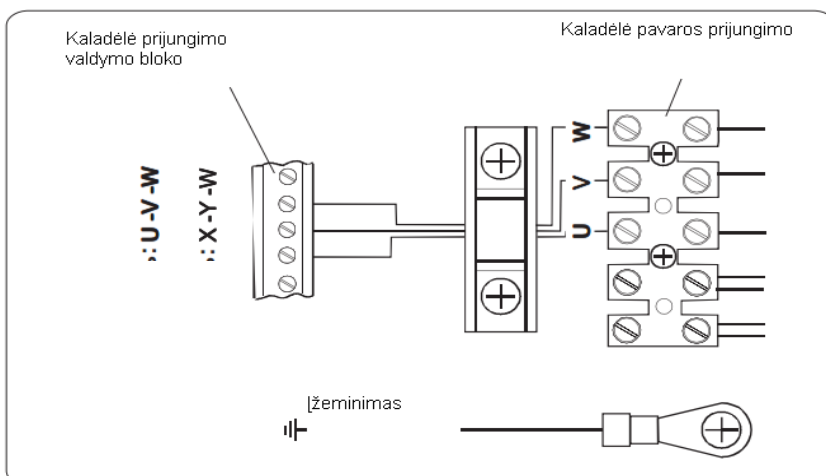 Kaladėlė prijungimo
valdymo bloko
Kaladėlė pavaros prijungimo
: U -V -W
: X -Y -W
W
V
U
Įžeminimas